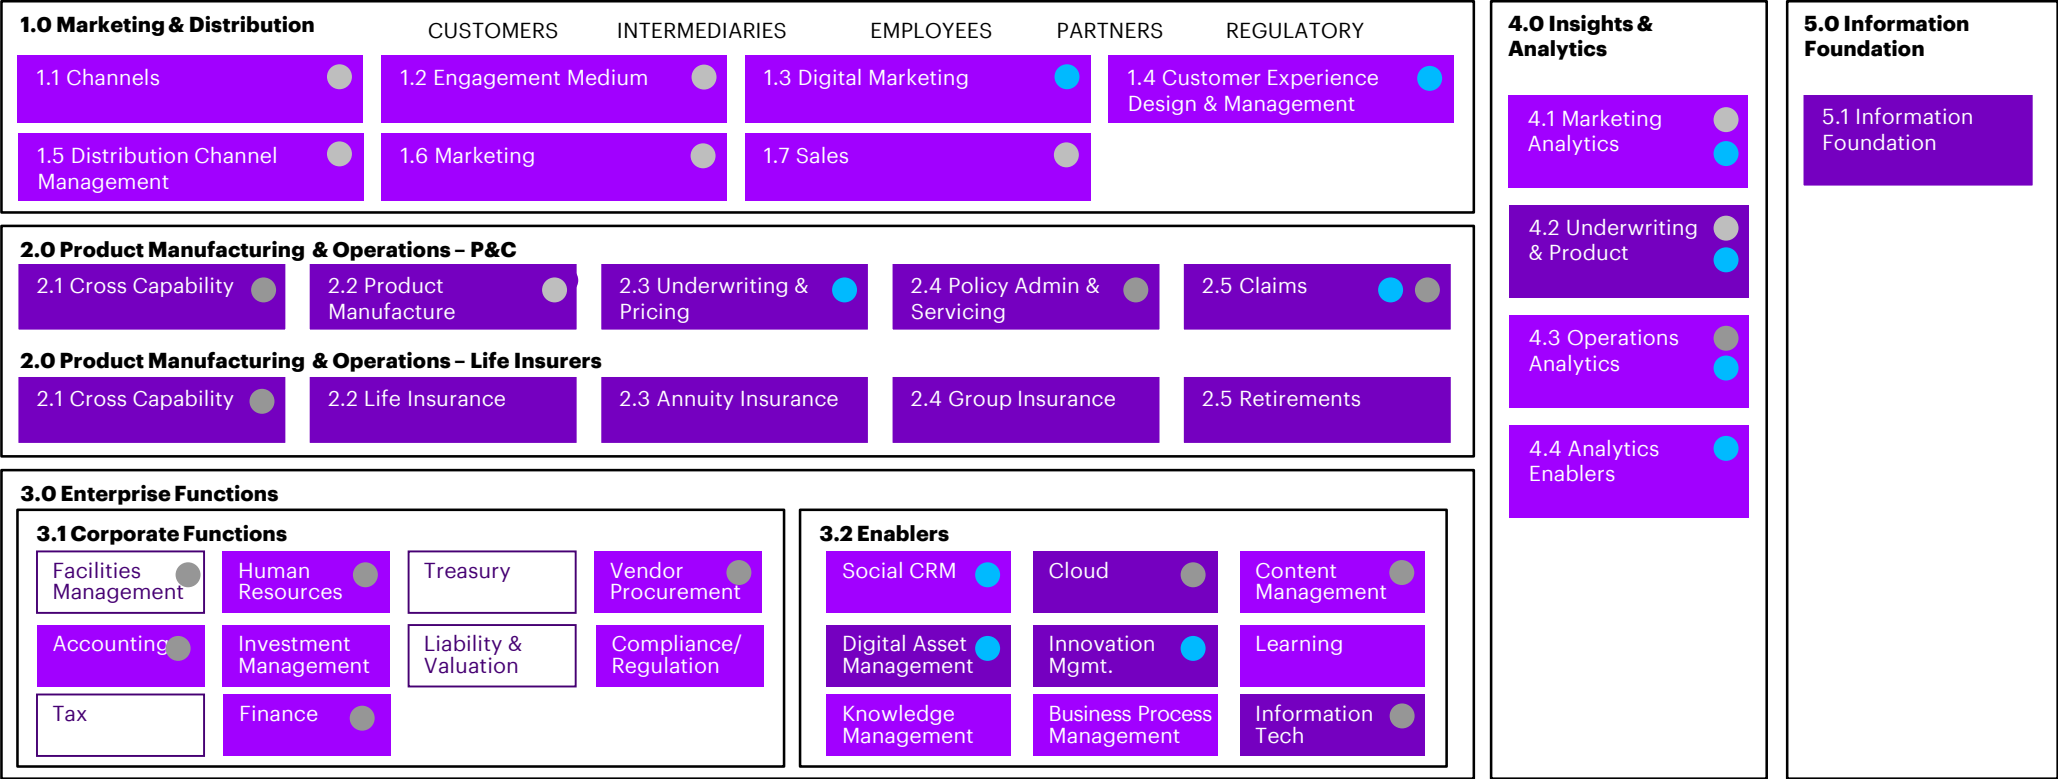 1.0 Marketing & Distribution
CUSTOMERS
INTERMEDIARIES
EMPLOYEES
PARTNERS
REGULATORY
1.1 Channels
1.2 Engagement Medium
1.3 Digital Marketing
1.4 Customer Experience
Design & Management
1.5 Distribution Channel
Management
1.6 Marketing
1.7 Sales
2.0 Product Manufacturing & Operations – P&C
2.1 Cross Capability
2.2 Product
Manufacture
2.3 Underwriting &
Pricing
2.4 Policy Admin &
Servicing
2.5 Claims
2.0 Product Manufacturing & Operations – Life Insurers
2.1 Cross Capability
2.2 Life Insurance
2.3 Annuity Insurance
2.4 Group Insurance
2.5 Retirements
3.0 Enterprise Functions
3.1 Corporate Functions
Facilities
Management
Human
Resources
Treasury
Vendor
Procurement
Accounting
Investment
Management
Liability &
Valuation
Compliance/
Regulation
Tax
Finance
3.2 Enablers
Social CRM
Cloud
Content
Management
Digital Asset
Management
Innovation
Mgmt.
Learning
Knowledge
Management
Business Process
Management
Information
Tech
4.0 Insights &
Analytics
4.1 Marketing
Analytics
4.2 Underwriting
& Product
4.3 Operations
Analytics
4.4 Analytics
Enablers
5.0 Information
Foundation
5.1 Information
Foundation